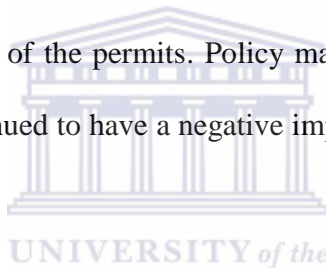 of the permits. Policy ma
nued to have a negative imp
UNIVERSITY of the